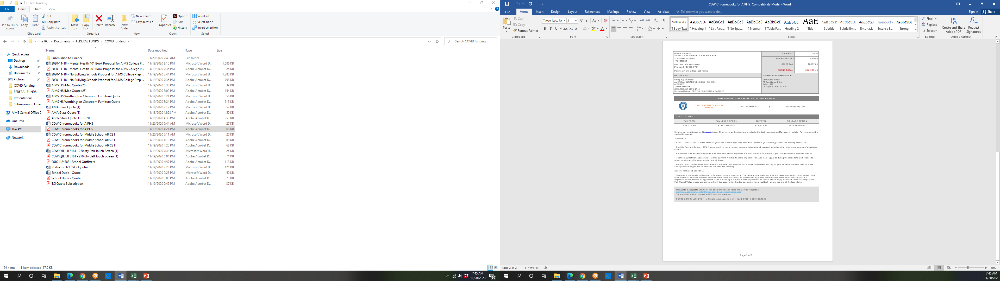 COVID funding
File Home Share View
Pin to Quick access
Copy
Paste
Cut
Copy path
Paste shortcut
Move to
Copy to
Delete
Rename
New folder
New item
Easy access
Properties
Open
Edit
History
Select all
Select none
Invert selection
Clipboard Organize New Open Select
This PC Documents FEDERAL FUNDS COVID funding
Search COVID funding
Quick access
Desktop
Downloads
Documents
Pictures
COVID funding
FEDERAL FUNDS
Presentations
Submission to Finar
AIMS Central Office D
OneDrive
This PC
Network
Name Date modified Type Size
Submission to Finance 11/20/2020 7:40 AM File folder
2020-11-18 - Mental Health 101 Book Proposal for AIMS College P... 11/19/2020 8:10 PM Microsoft Word D... 1,686 KB
2020-11-18 - Mental Health 101 Book Proposal for AIMS College P... 11/19/2020 7:35 PM Adobe Acrobat D... 926 KB
2020-11-18 - No Bullying Schools Proposal for AIMS College Prep ... 11/19/2020 7:44 PM Microsoft Word D... 1,380 KB
2020-11-18 - No Bullying Schools Proposal for AIMS College Prep ... 11/19/2020 7:35 PM Adobe Acrobat D... 798 KB
AIMS HS iMac Quote (25) 11/19/2020 8:33 PM Microsoft Word D... 39 KB
AIMS HS iMac Quote (25) 11/19/2020 8:00 PM Adobe Acrobat D... 154 KB
AIMS HS Worthington Classroom Furniture Quote 11/19/2020 8:24 PM Microsoft Word D... 56 KB
AIMS HS Worthington Classroom Furniture Quote 11/19/2020 8:24 PM Adobe Acrobat D... 515 KB
AMA Glass Quote (1) 11/19/2020 7:17 PM Microsoft Word D... 57 KB
AMA Glass Quote (1) 11/18/2020 12:58 PM Adobe Acrobat D... 50 KB
Apple Store Quote 11-19-20 11/19/2020 4:33 PM Adobe Acrobat D... 251 KB
CDW Chromebooks for AIPHS 11/20/2020 7:44 AM Microsoft Word D... 27 KB
CDW Chromebooks for AIPHS 11/19/2020 4:21 PM Adobe Acrobat D... 68 KB
CDW Chromebooks for Middle School AIPCS I 11/20/2020 7:11 AM Microsoft Word D... 27 KB
CDW Chromebooks for Middle School AIPCS I 11/19/2020 4:19 PM Adobe Acrobat D... 68 KB
CDW Chromebooks for Middle School AIPCS II 11/19/2020 4:20 PM Adobe Acrobat D... 68 KB
CDW QTE LTFS181 - 270 qty Dell Touch Screen (1) 11/19/2020 7:48 PM Microsoft Word D... 26 KB
CDW QTE LTFS181 - 270 qty Dell Touch Screen (1) 11/19/2020 6:04 PM Adobe Acrobat D... 71 KB
QUO11247881 School Outfitters 11/18/2020 4:57 PM Adobe Acrobat D... 113 KB
REstrictor 32 ESSER Quotes 11/19/2020 7:23 PM Microsoft Word D... 121 KB
School Dude - Quote 11/19/2020 9:28 PM Microsoft Word D... 50 KB
School Dude - Quote 11/18/2020 3:08 PM Adobe Acrobat D... 73 KB
TCI Quote Subscription 11/19/2020 2:42 PM Adobe Acrobat D... 37 KB
24 items 1 item selected 67.9 KB
7:45 AM
11/20/2020
20
CDW Chromebooks for AIPHS [Compatibility Mode] - Word
File Home Insert Design Layout References Mailings Review View Acrobat Tell me what you want to do...
Sign in Share
Paste
Cut
Copy
Format Painter
Times New Ro 8
AaBbCcDdEe AaBbCcDc AaBbCcI AaBbCcI AaBbCcI AaBbCcI AaBbCcI AaB AaBbCcD AaBbCcDc AaBbCcDc AaBbCcDc AaBbCcDc
¶ Body Text ¶ Heading 1 ¶ List Para... ¶ No Spac... ¶ Normal ¶ Table Pa... Heading 2 Title Subtitle Subtle Em... Emphasis Intense E... Strong
Find
Replace
Select
Create and Share Adobe PDF
Request Signatures
Clipboard Font Paragraph Styles Editing Adobe Acrobat
Billing Address:
AMERICAN INDIAN PUBLIC CHARTER SCH
ACCOUNTS PAYABLE
171 12TH ST
OAKLAND, CA 94607-4900
Phone: (510) 893-8701
Payment Terms: Request Terms
SHIPPING $0.00
RECYCLING FEE $360.00
SALES TAX $2,177.88
GRAND TOTAL $28,953.48
DELIVER TO
Shipping Address:
AMERICAN INDIAN PUBLIC HIGH SCHOOL
ALEX LEE
746 GRAND AVE
OAKLAND, CA 94610-2714
Shipping Method: DROP SHIP-COMMON CARRIER
Please remit payments to:
CDW Government
75 Remittance Drive
Suite 1515
Chicago, IL 60675-1515
Need Assistance? CDW G SALES CONTACT INFORMATION
John Hari ( K-12 Sr. Account Manager) | (877) 554-4490 | johnhar@cdwg.com
LEASE OPTIONS
FMV TOTAL FMV LEASE OPTION BO TOTAL BO LEASE OPTION
$26,775.60 $724.28/Month $26,775.60 $834.60/Month
Monthly payment based on 36 month lease. Other terms and options are available. Contact your Account Manager for details. Payment quoted is
subject to change.
Why finance?
• Lower Upfront Costs. Get the products you need without impacting cash flow. Preserve your working capital and existing credit line.
• Flexible Payment Terms. 100% financing with no money down, payment deferrals and payment schedules that match your company's business
cycles.
• Predictable, Low Monthly Payments. Pay over time. Lease payments are fixed and can be tailored to your budget levels or revenue streams.
• Technology Refresh. Keep current technology with minimal financial impact or risk. Add-on or upgrade during the lease term and choose to
return or purchase the equipment at end of lease.
• Bundle Costs. You can combine hardware, software, and services into a single transaction and pay for your software licenses over time! We
know your challenges and understand the need for flexibility.
General Terms and Conditions:
This quote is not legally binding and is for discussion purposes only. The rates are estimate only and are based on a collection of industry data
from numerous sources. All rates and financial quotes are subject to final review, approval, and documentation by our leasing partners.
Payments above exclude all applicable taxes. Financing is subject to credit approval and review of final equipment and services configuration.
Fair Market Value leases are structured with the assumption that the equipment has a residual value at the end of the lease term.
This quote is subject to CDW's Terms and Conditions of Sales and Service Projects at
http://www.cdwg.com/content/terms-conditions/product-sales.aspx
For more information, contact a CDW account manager
© 2020 CDW G LLC, 200 N. Milwaukee Avenue, Vernon Hills, IL 60061 | 800.808.4239
Page 2 of 2
Page 2 of 2 614 words
80%
7:45 AM
11/20/2020